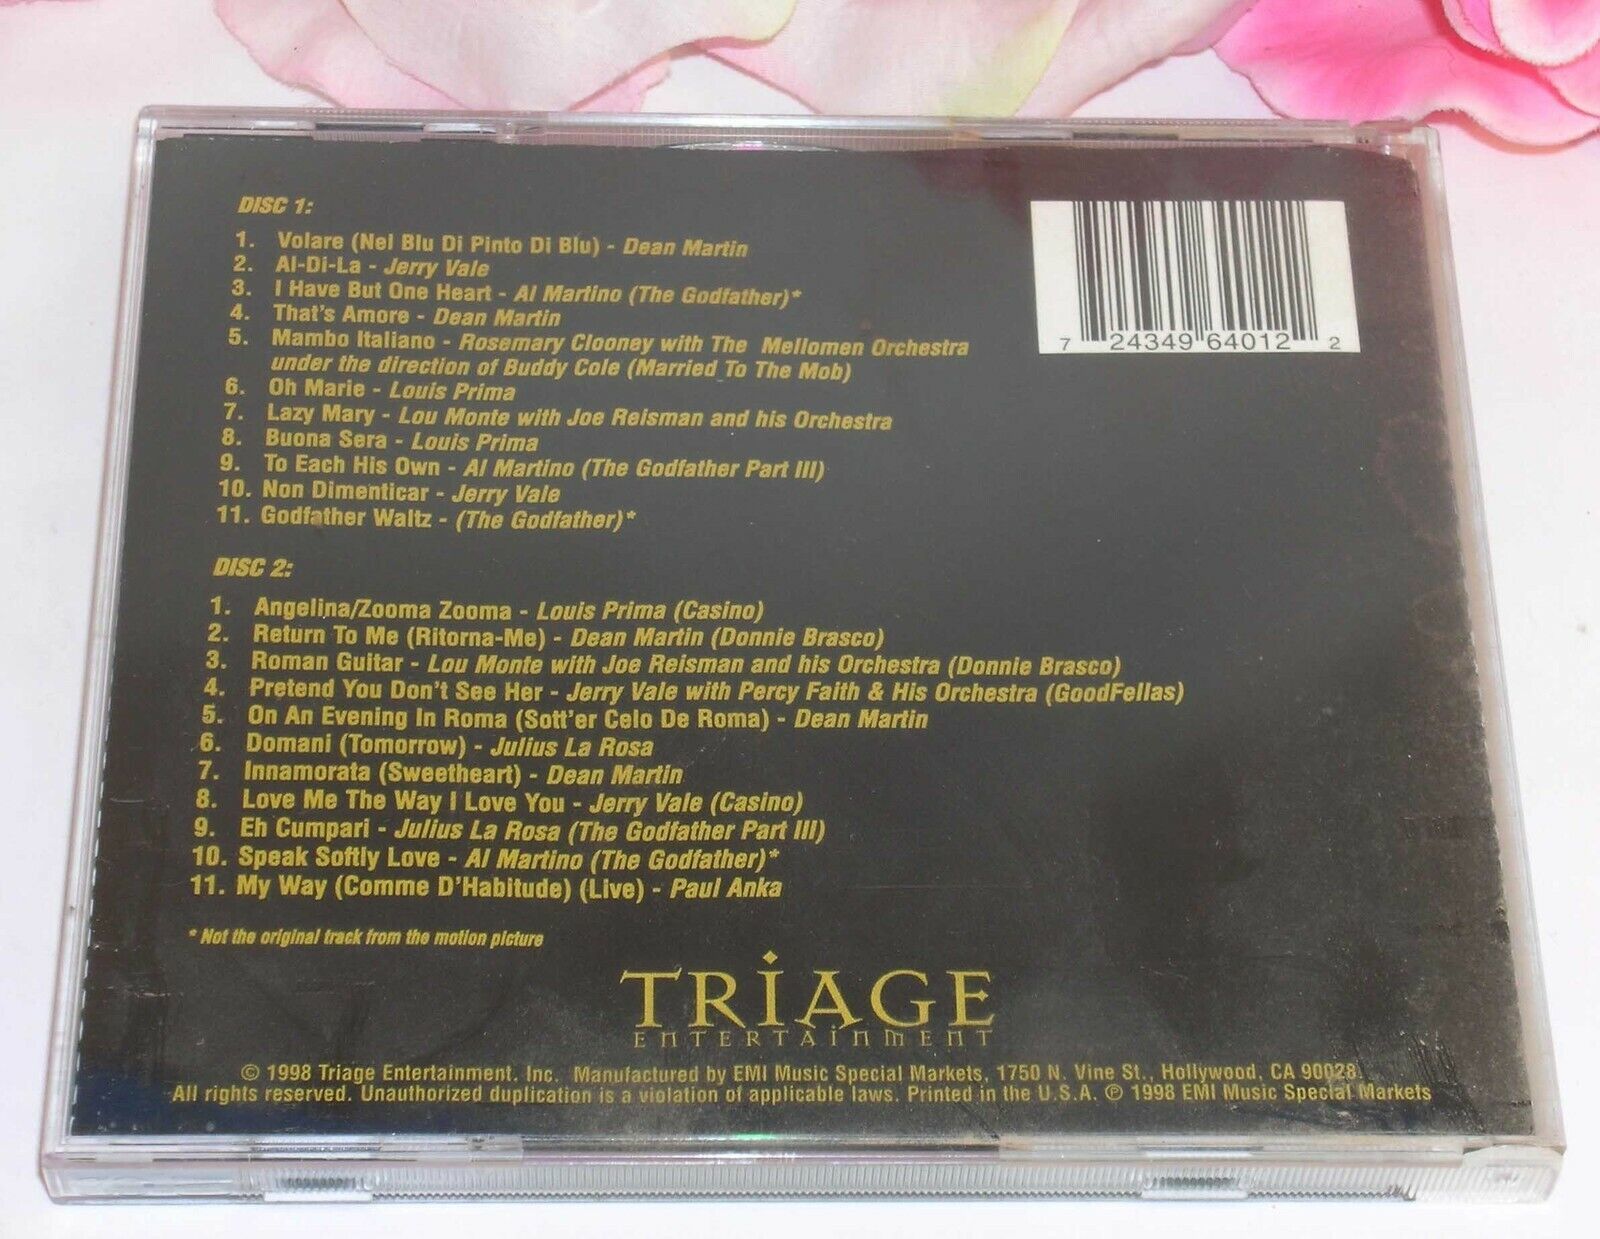 DISC 1:
1. Volare (Nel Blu Di Pinto Di Blu) - Dean Martin
2. Al-Di-La - Jerry Vale
3. I Have But One Heart - Al Martino (The Godfather)*
4. That's Amore - Dean Martin
5. Mambo Italiano - Rosemary Clooney with The Mellomen Orchestra
under the direction of Buddy Cole (Married To The Mob)
6. Oh Marie - Louis Prima
7. Lazy Mary - Lou Monte with Joe Reisman and his Orchestra
8. Buona Sera - Louis Prima
9. To Each His Own - Al Martino (The Godfather Part III)
10. Non Dimenticar - Jerry Vale
11. Godfather Waltz - (The Godfather)*
7 24349 64012 2
DISC 2:
1. Angelina/Zooma Zooma - Louis Prima (Casino)
2. Return To Me (Ritorna-Me) - Dean Martin (Donnie Brasco)
3. Roman Guitar - Lou Monte with Joe Reisman and his Orchestra (Donnie Brasco)
4. Pretend You Don't See Her - Jerry Vale with Percy Faith & His Orchestra (GoodFellas)
5. On An Evening In Roma (Sott'er Celo De Roma) - Dean Martin
6. Domani (Tomorrow) - Julius La Rosa
7. Innamorata (Sweetheart) - Dean Martin
8. Love Me The Way I Love You - Jerry Vale (Casino)
9. Eh Cumpari - Julius La Rosa (The Godfather Part III)
10. Speak Softly Love - Al Martino (The Godfather)*
11. My Way (Comme D'Habitude) (Live) - Paul Anka
* Not the original track from the motion picture
TRIAGE
ENTERTAINMENT
© 1998 Triage Entertainment, Inc. Manufactured by EMI Music Special Markets, 1750 N. Vine St., Hollywood, CA 90028.
All rights reserved. Unauthorized duplication is a violation of applicable laws. Printed in the U.S.A. ℗ 1998 EMI Music Special Markets